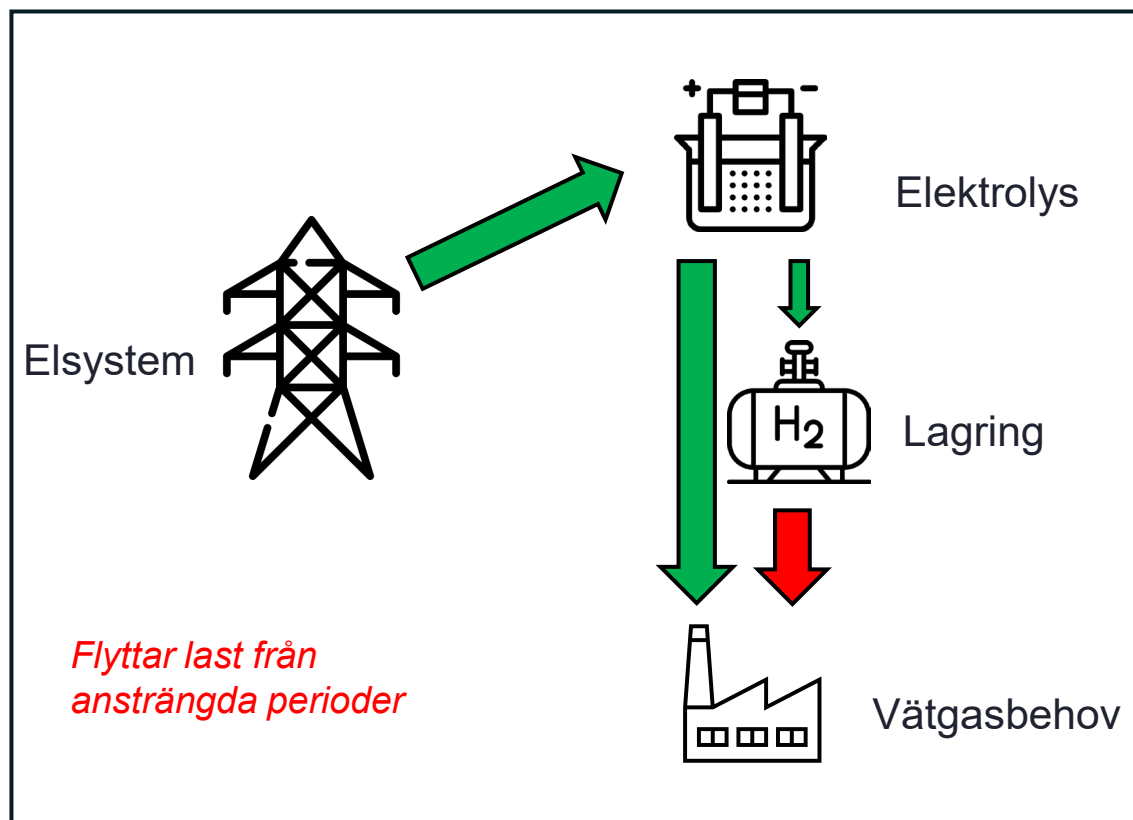 + −
Elektrolys
Elsystem
H2
Lagring
Flyttar last från
ansträngda perioder
Vätgasbehov